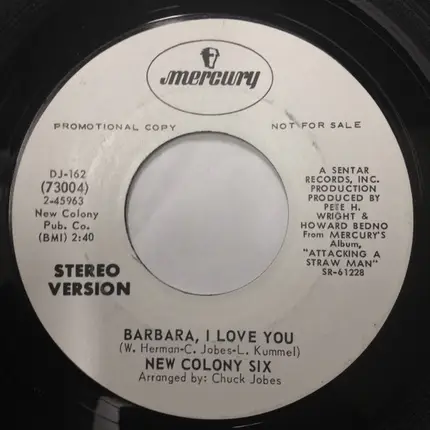 mercury
PROMOTIONAL COPY
NOT FOR SALE
DJ-162
(73004)
2-45963
New Colony
Pub. Co.
(BMI) 2:40
STEREO
VERSION
A SENTAR
RECORDS, INC.
PRODUCTION
PRODUCED BY
PETE H.
WRIGHT &
HOWARD BEDNO
From MERCURY'S
Album,
"ATTACKING A
STRAW MAN"
SR-61228
BARBARA, I LOVE YOU
(W. Herman-C. Jobes-L. Kummel)
NEW COLONY SIX
Arranged by: Chuck Jobes